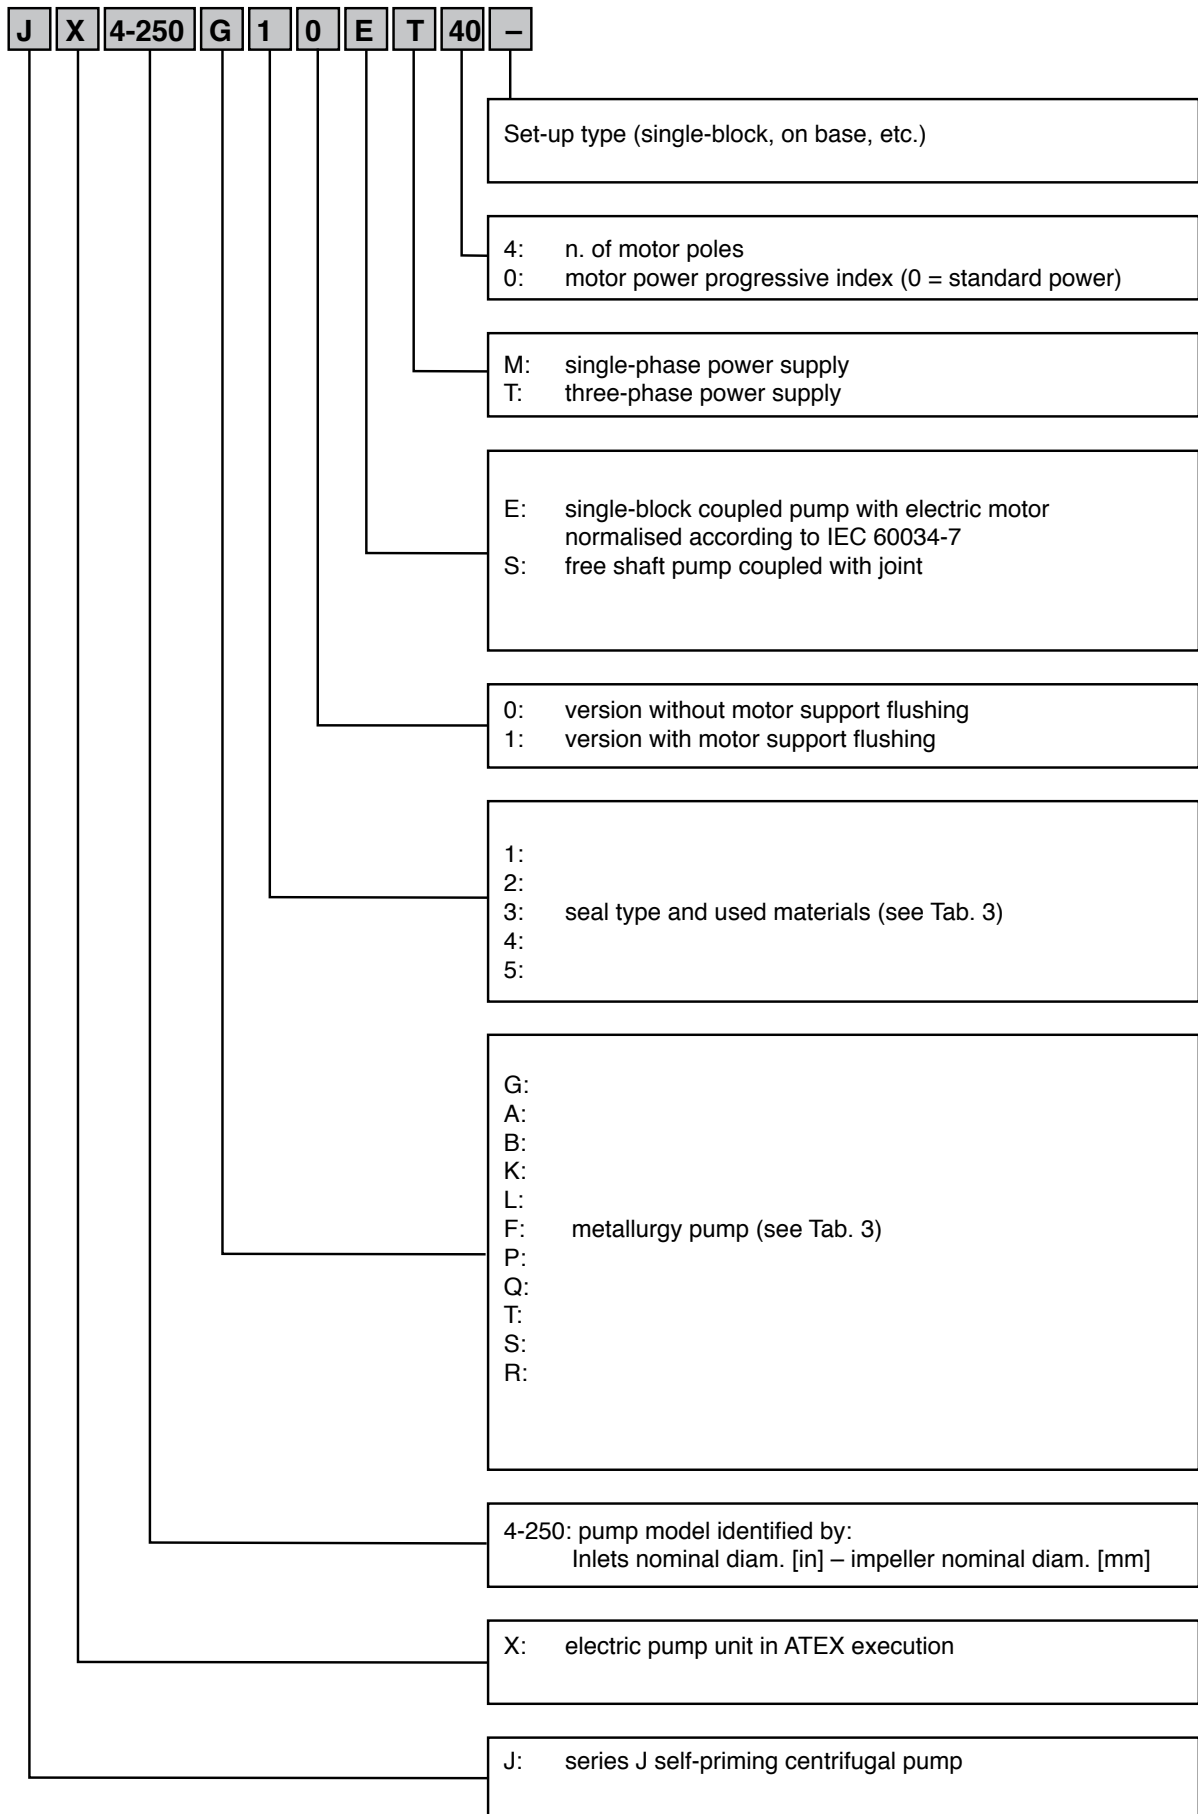 J X 4-250 G 1 0 E T 40 –
Set-up type (single-block, on base, etc.)
4: n. of motor poles
0: motor power progressive index (0 = standard power)
M: single-phase power supply
T: three-phase power supply
E: single-block coupled pump with electric motor
normalised according to IEC 60034-7
S: free shaft pump coupled with joint
0: version without motor support flushing
1: version with motor support flushing
1:
2:
3: seal type and used materials (see Tab. 3)
4:
5:
G:
A:
B:
K:
L:
F: metallurgy pump (see Tab. 3)
P:
Q:
T:
S:
R:
4-250: pump model identified by:
Inlets nominal diam. [in] – impeller nominal diam. [mm]
X: electric pump unit in ATEX execution
J: series J self-priming centrifugal pump